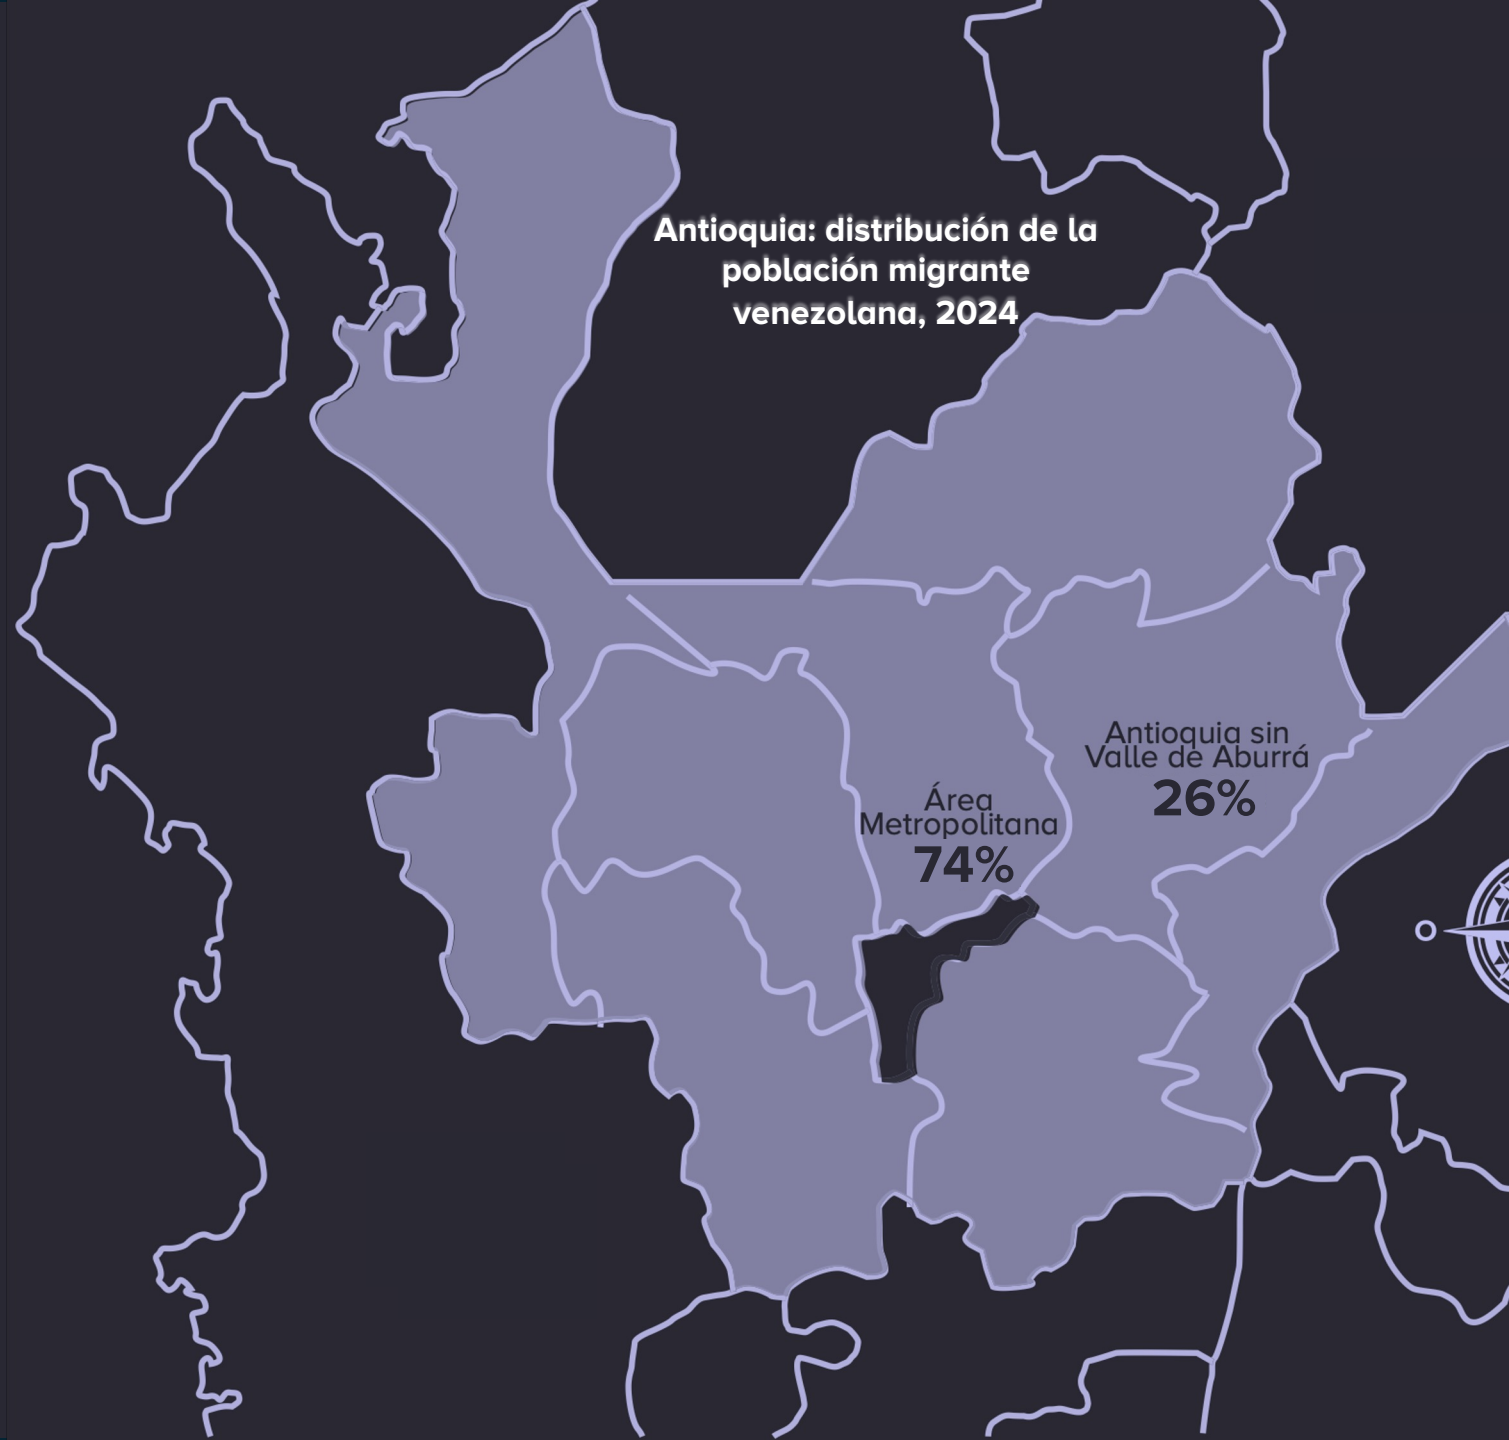 Antioquia: distribución de la
población migrante
venezolana, 2024
Antioquia sin
Valle de Aburrá
26%
Área
Metropolitana
74%
O